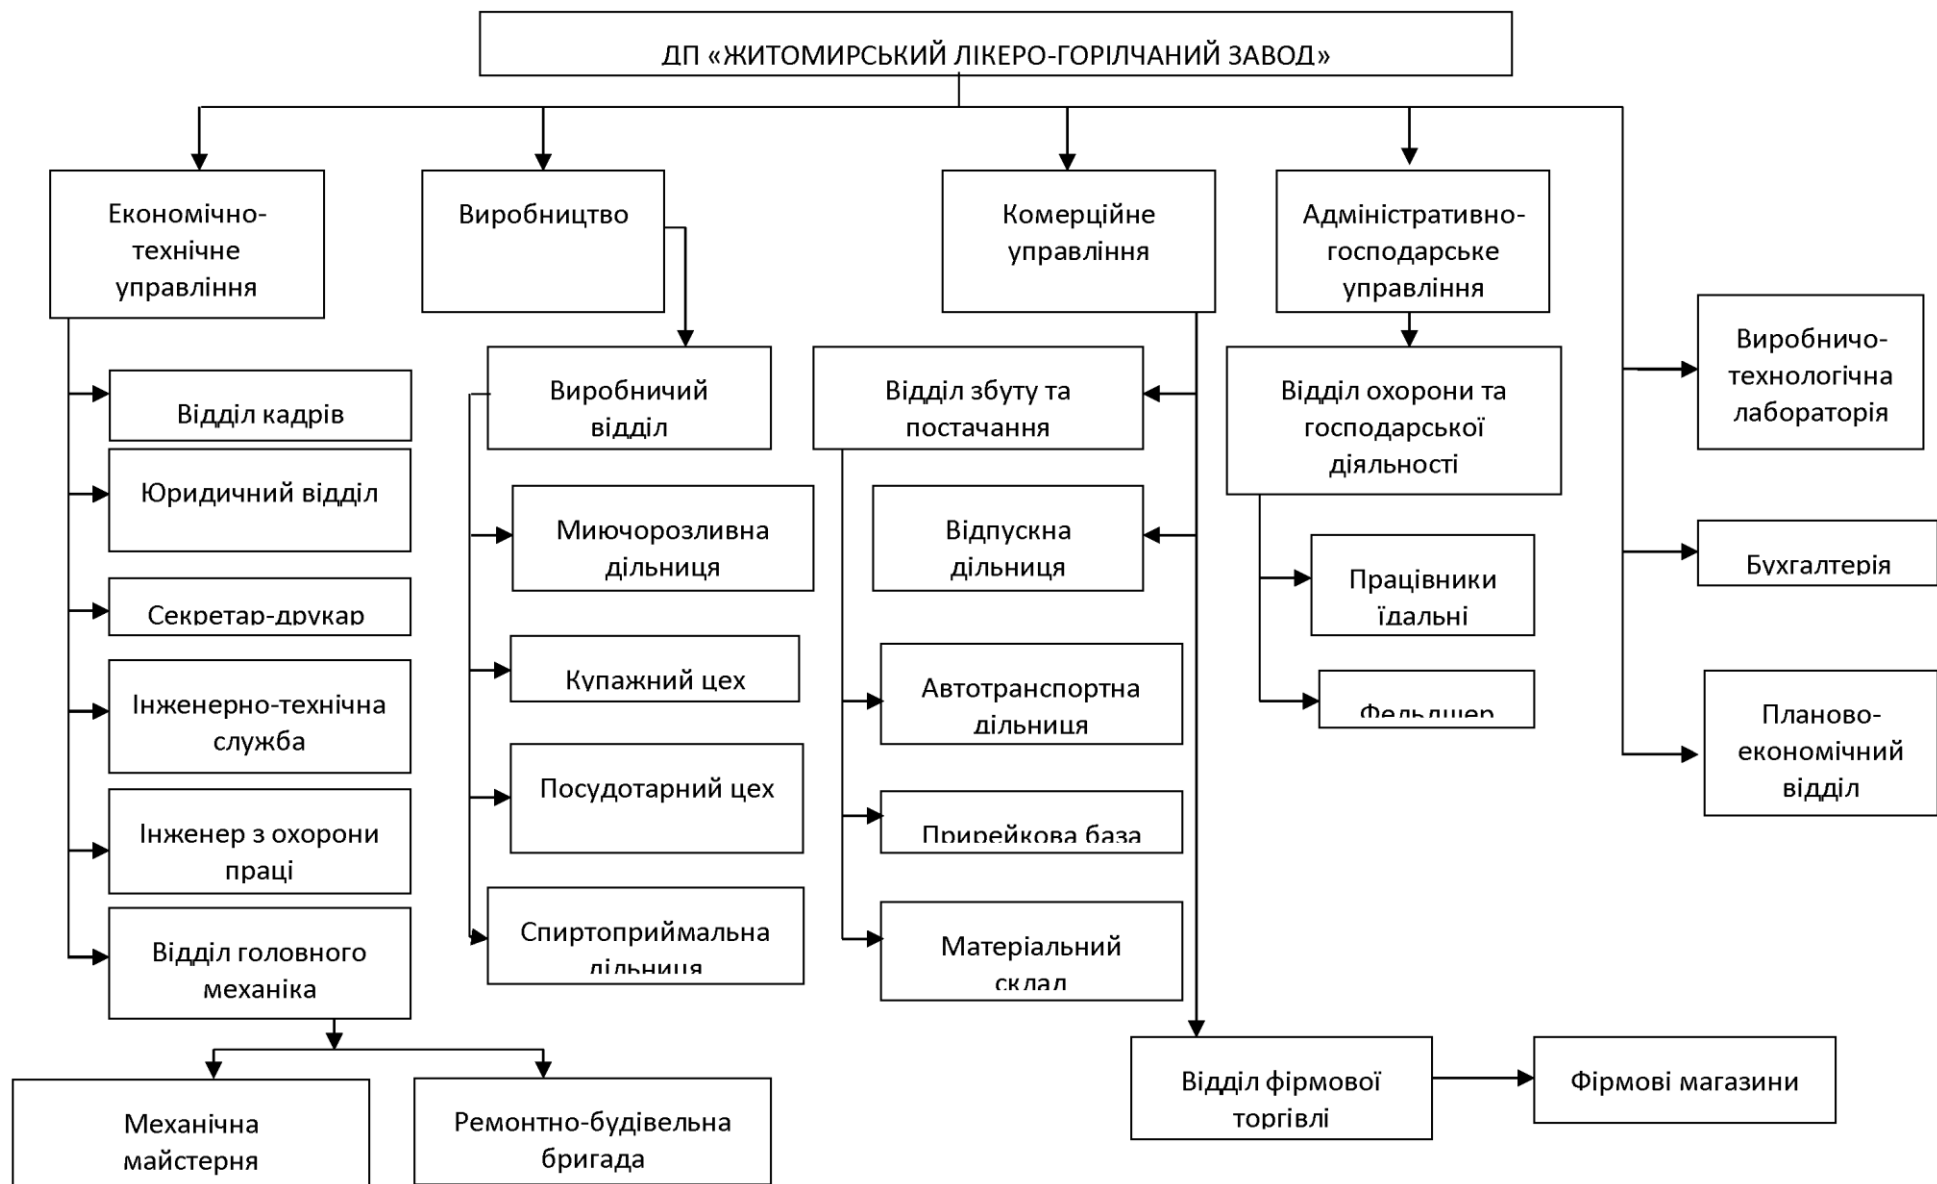 ДП «ЖИТОМИРСЬКИЙ ЛІКЕРО-ГОРІЛЧАНИЙ ЗАВОД»
Економічно-
технічне
управління
Виробництво
Комерційне
управління
Адміністративно-
господарське
управління
Виробничо-
технологічна
лабораторія
Бухгалтерія
Планово-
економічний
відділ
Відділ кадрів
Юридичний відділ
Секретар-друкар
Інженерно-технічна
служба
Інженер з охорони
праці
Відділ головного
механіка
Механічна
майстерня
Ремонтно-будівельна
бригада
Виробничий
відділ
Миючорозливна
дільниця
Купажний цех
Посудотарний цех
Спиртоприймальна
дільниця
Відділ збуту та
постачання
Відпускна
дільниця
Автотранспортна
дільниця
Прирейкова база
Матеріальний
склад
Відділ охорони та
господарської
діяльності
Працівники
їдальні
Фельдшер
Відділ фірмової
торгівлі
Фірмові магазини